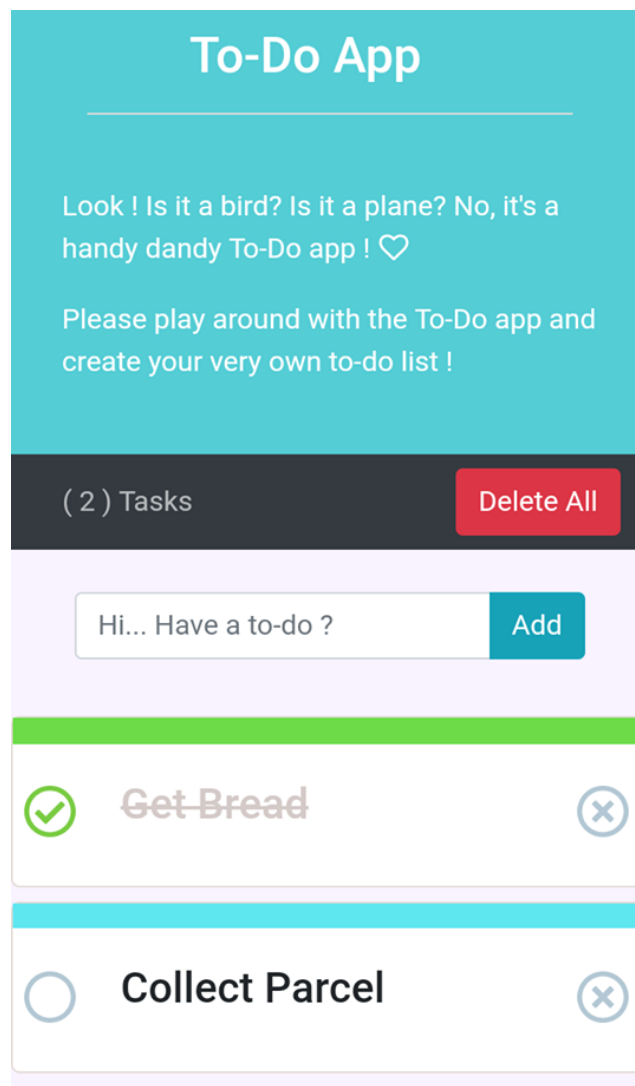 To-Do App
Look ! Is it a bird? Is it a plane? No, it's a
handy dandy To-Do app ! ♡
Please play around with the To-Do app and
create your very own to-do list !
( 2 ) Tasks
Delete All
Hi... Have a to-do ?
Add
Get Bread
Collect Parcel